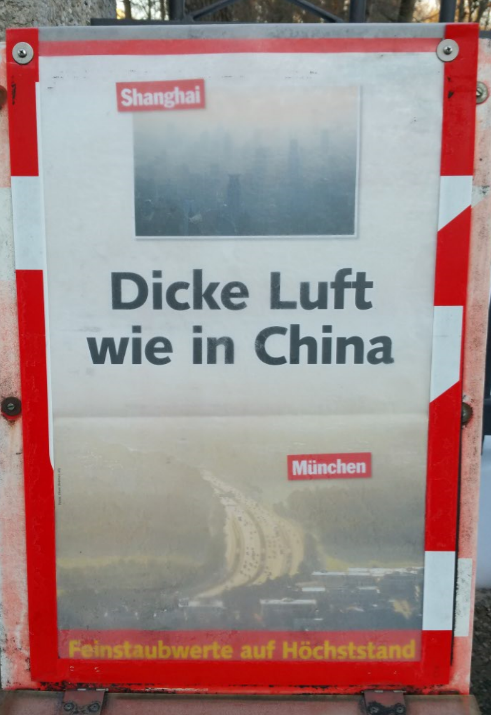 Shanghai
Dicke Luft
wie in China
München
Feinstaubwerte auf Höchststand